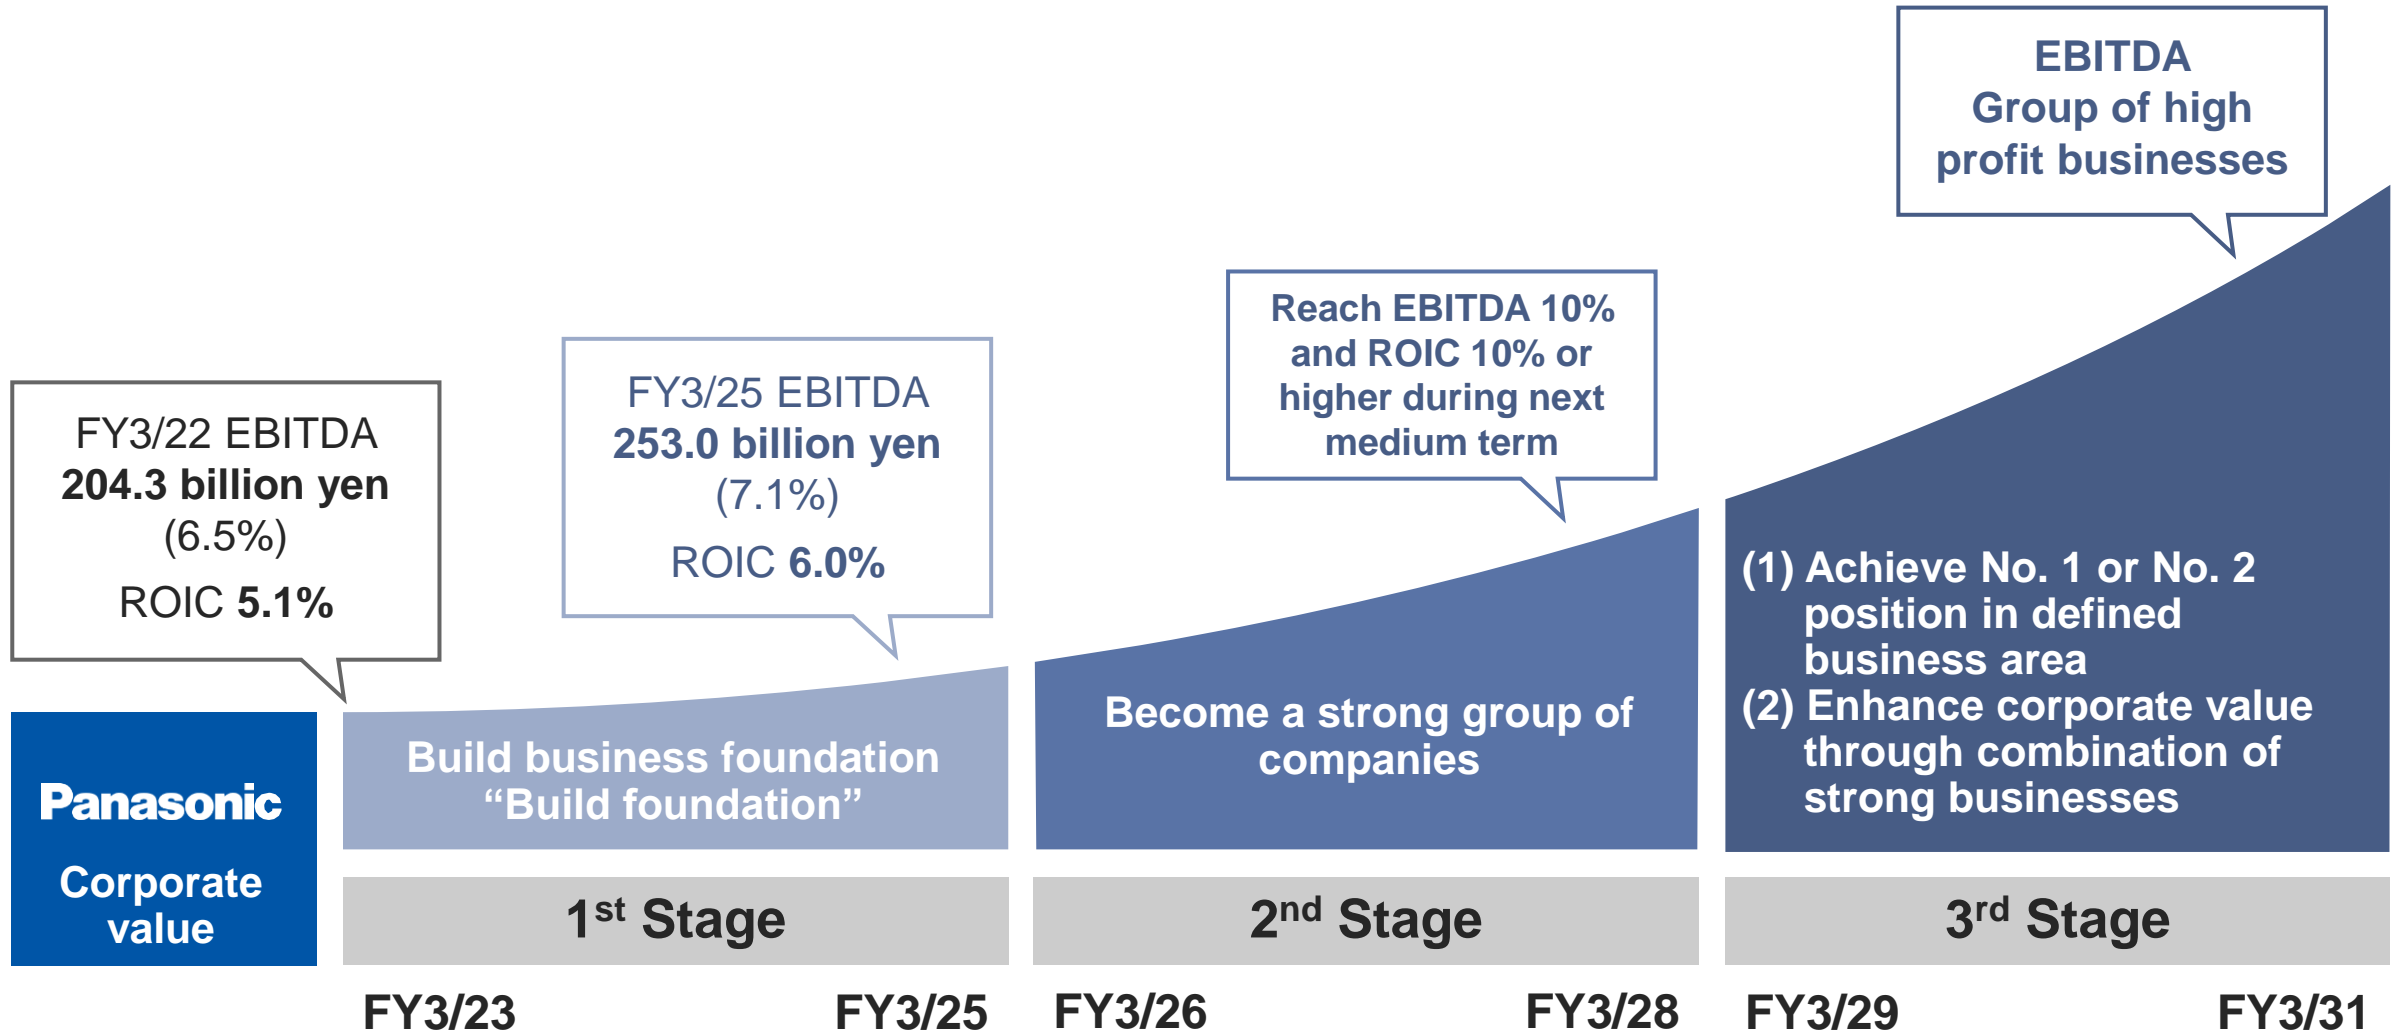 EBITDA
Group of high
profit businesses
Reach EBITDA 10%
and ROIC 10% or
higher during next
medium term
FY3/25 EBITDA
253.0 billion yen
(7.1%)
ROIC 6.0%
FY3/22 EBITDA
204.3 billion yen
(6.5%)
ROIC 5.1%
Panasonic
Corporate
value
Build business foundation
“Build foundation”
Become a strong group of
companies
(1) Achieve No. 1 or No. 2
position in defined
business area
(2) Enhance corporate value
through combination of
strong businesses
1st Stage
2nd Stage
3rd Stage
FY3/23
FY3/25
FY3/26
FY3/28
FY3/29
FY3/31